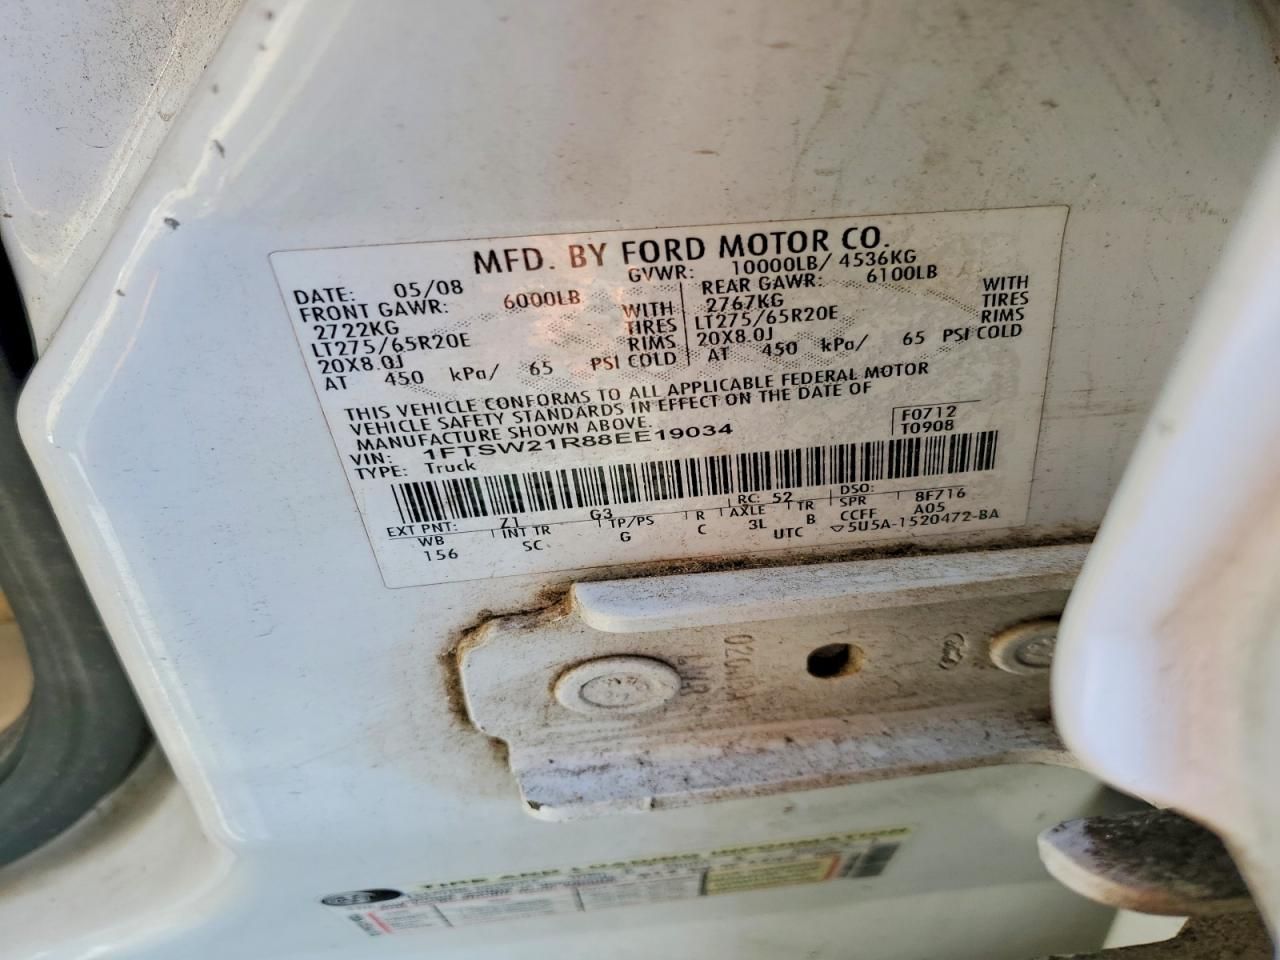 MFD. BY FORD MOTOR CO.
DATE: 05/08 GVWR: 10000LB/ 4536KG
FRONT GAWR: 6000LB REAR GAWR: 6100LB
2722KG WITH 2767KG WITH
LT275/65R20E TIRES LT275/65R20E TIRES
20X8.0J RIMS 20X8.0J RIMS
AT 450 kPa/ 65 PSI COLD AT 450 kPa/ 65 PSI COLD
THIS VEHICLE CONFORMS TO ALL APPLICABLE FEDERAL MOTOR
VEHICLE SAFETY STANDARDS IN EFFECT ON THE DATE OF
MANUFACTURE SHOWN ABOVE. F0712
VIN: 1FTSW21R88EE19034 T0908
TYPE: Truck
EXT PNT: Z1 G3 RC: 52 DSO: 8F716
WB INT TR TP/PS R AXLE TR SPR A05
156 SC G C 3L B CCFF
UTC 5U5A-1520472-BA
TIRE AND LOADING INFORMATION